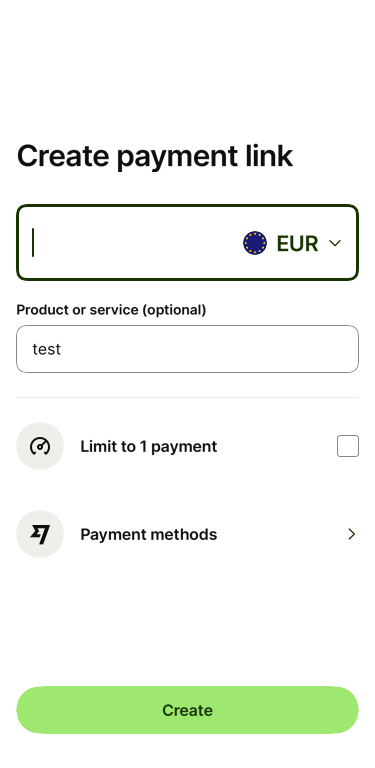 Create payment link
EUR
Product or service (optional)
test
Limit to 1 payment
Payment methods
Create